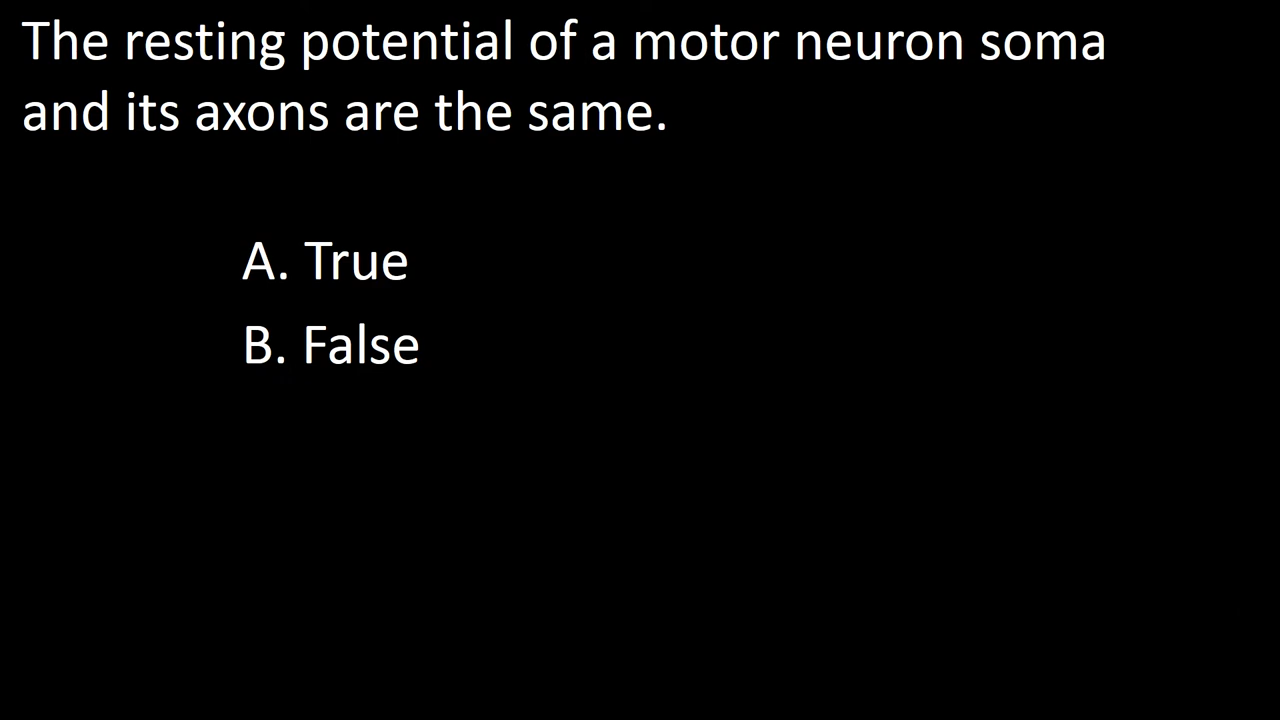 The resting potential of a motor neuron soma
and its axons are the same.
A. True
B. False